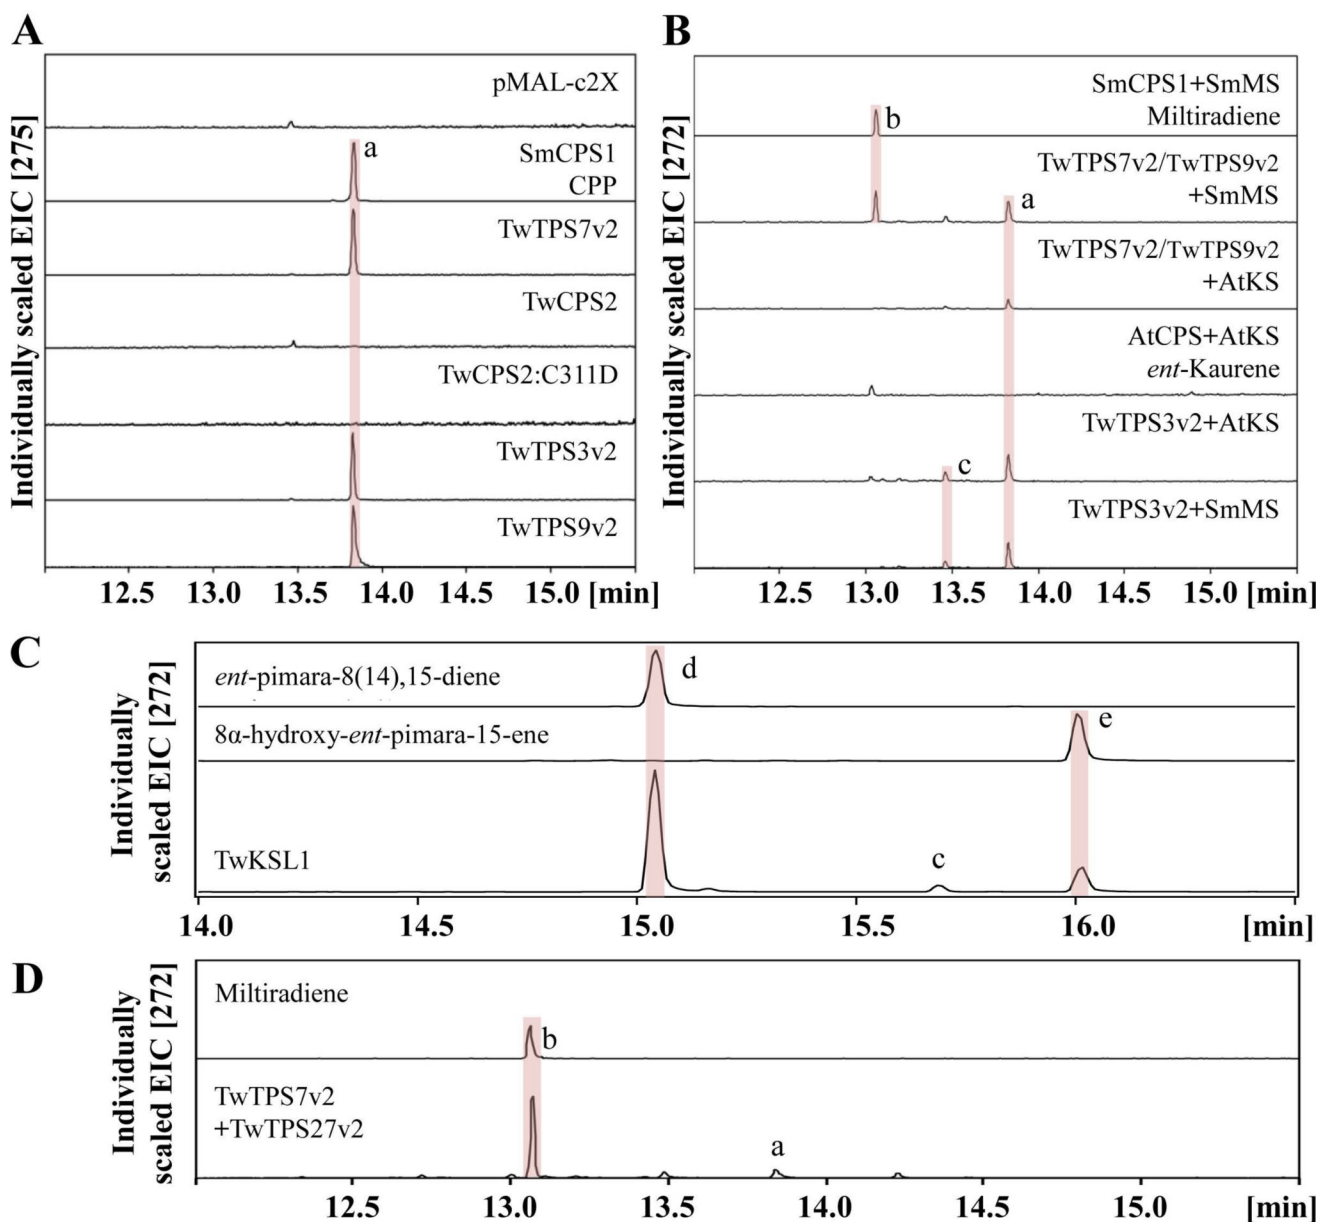 A
Individually scaled EIC [275]
pMAL-c2X
a
SmCPS1
CPP
TwTPS7v2
TwCPS2
TwCPS2:C311D
TwTPS3v2
TwTPS9v2
12.5 13.0 13.5 14.0 14.5 15.0 [min]
B
Individually scaled EIC [272]
SmCPS1+SmMS
Miltiradiene
b
TwTPS7v2/TwTPS9v2
+SmMS
a
TwTPS7v2/TwTPS9v2
+AtKS
AtCPS+AtKS
ent-Kaurene
TwTPS3v2+AtKS
c
TwTPS3v2+SmMS
12.5 13.0 13.5 14.0 14.5 15.0 [min]
C
Individually
scaled EIC [272]
ent-pimara-8(14),15-diene
d
8α-hydroxy-ent-pimara-15-ene
e
TwKSL1
c
14.0 14.5 15.0 15.5 16.0 [min]
D
Individually
scaled EIC [272]
Miltiradiene
b
TwTPS7v2
+TwTPS27v2
a
12.5 13.0 13.5 14.0 14.5 15.0 [min]